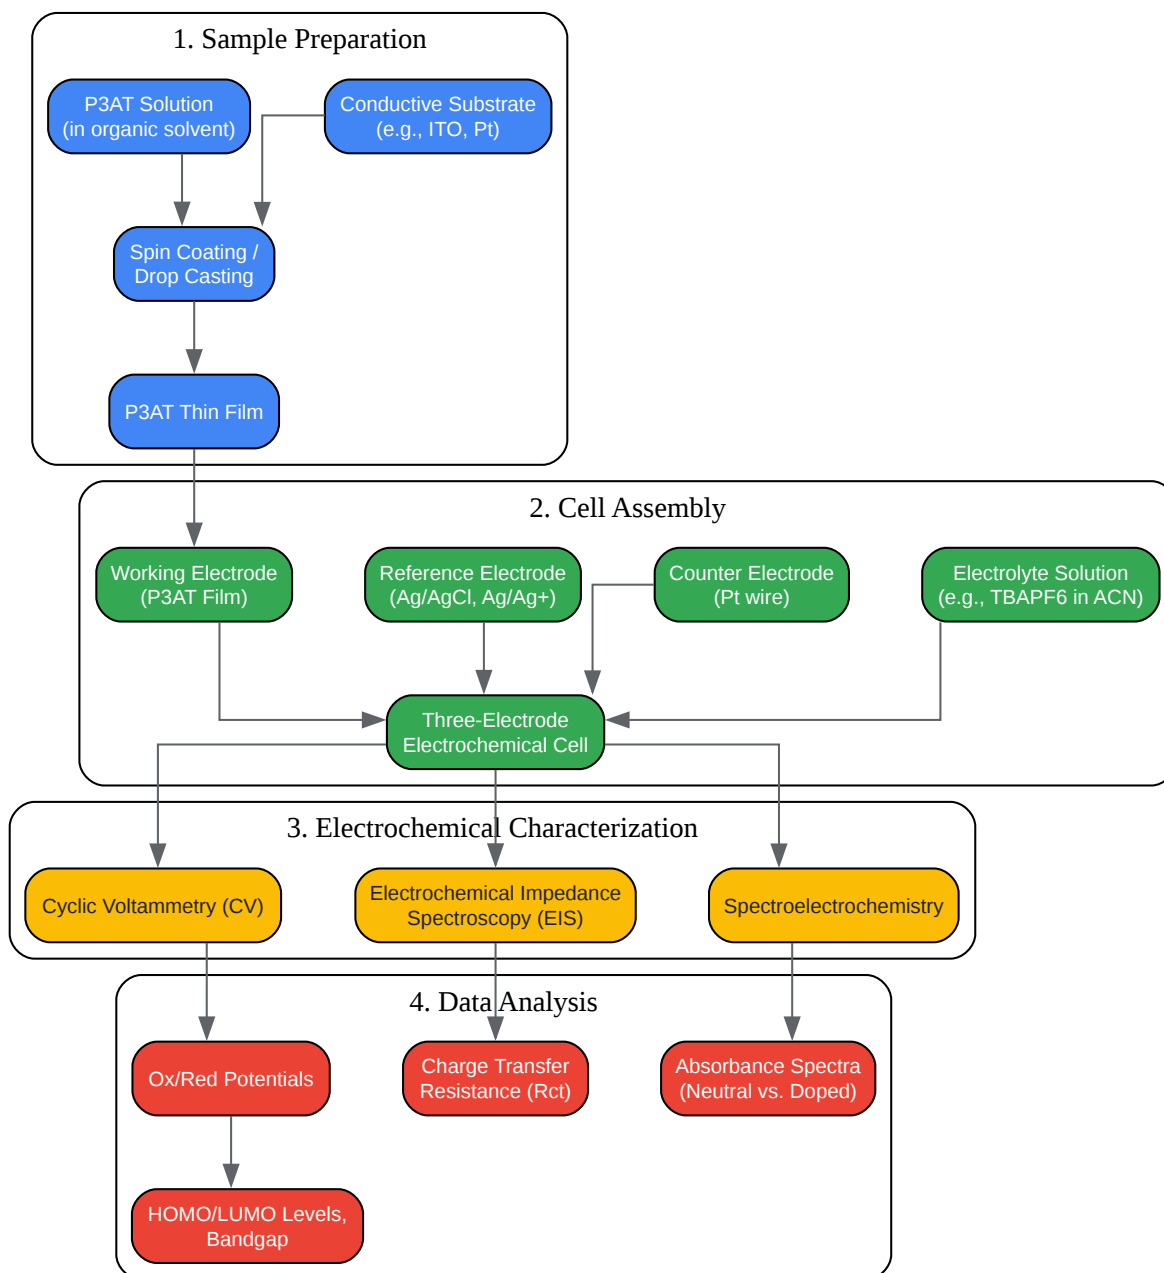 1. Sample Preparation
P3AT Solution
(in organic solvent)
Conductive Substrate
(e.g., ITO, Pt)
Spin Coating /
Drop Casting
P3AT Thin Film
2. Cell Assembly
Working Electrode
(P3AT Film)
Reference Electrode
(Ag/AgCl, Ag/Ag+)
Counter Electrode
(Pt wire)
Electrolyte Solution
(e.g., TBAPF6 in ACN)
Three-Electrode
Electrochemical Cell
3. Electrochemical Characterization
Cyclic Voltammetry (CV)
Electrochemical Impedance
Spectroscopy (EIS)
Spectroelectrochemistry
4. Data Analysis
Ox/Red Potentials
Charge Transfer
Resistance (Rct)
Absorbance Spectra
(Neutral vs. Doped)
HOMO/LUMO Levels,
Bandgap